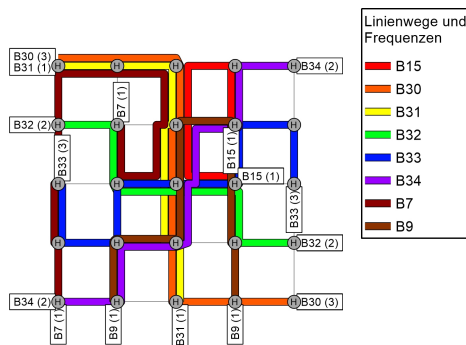 B30 (3)
B31 (1)
B34 (2)
B32 (2)
B7 (1)
B33 (3)
B15 (1)
B15 (1)
B33 (3)
B32 (2)
B34 (2)
B30 (3)
B7 (1)
B9 (1)
B31 (1)
B9 (1)
H H H H H
H H H H H
H H H H H
H H H H H
H H H H H
Linienwege und
Frequenzen
B15
B30
B31
B32
B33
B34
B7
B9